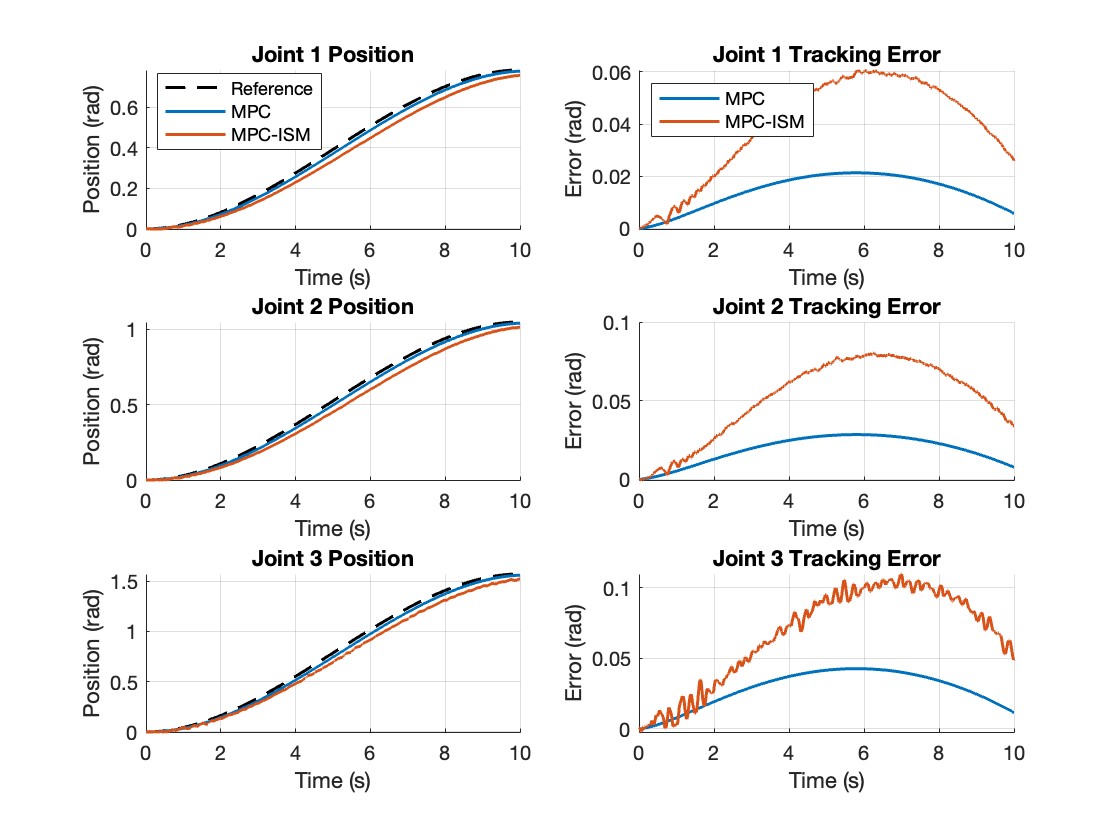 Joint 1 Position
Position (rad)
0.6
0.4
0.2
0
Reference
MPC
MPC-ISM
0 2 4 6 8 10
Time (s)
Joint 1 Tracking Error
Error (rad)
0.06
0.04
0.02
0
MPC
MPC-ISM
0 2 4 6 8 10
Time (s)
Joint 2 Position
Position (rad)
1
0.5
0
0 2 4 6 8 10
Time (s)
Joint 2 Tracking Error
Error (rad)
0.1
0.05
0
0 2 4 6 8 10
Time (s)
Joint 3 Position
Position (rad)
1.5
1
0.5
0
0 2 4 6 8 10
Time (s)
Joint 3 Tracking Error
Error (rad)
0.1
0.05
0
0 2 4 6 8 10
Time (s)